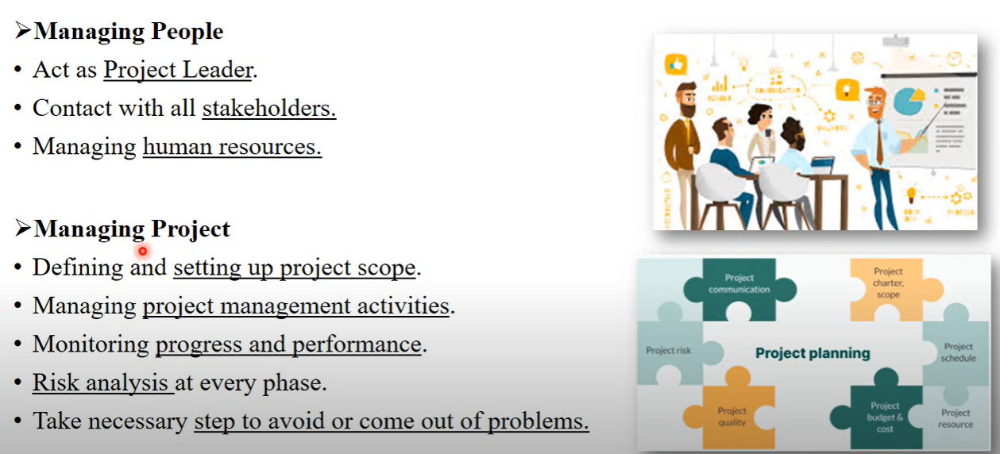 ➢Managing People
• Act as Project Leader.
• Contact with all stakeholders.
• Managing human resources.
➢Managing Project
• Defining and setting up project scope.
• Managing project management activities.
• Monitoring progress and performance.
• Risk analysis at every phase.
• Take necessary step to avoid or come out of problems.
Project
communication
Project
charter,
scope
Project risk
Project planning
Project
schedule
Project
quality
Project
budget &
cost
Project
resource